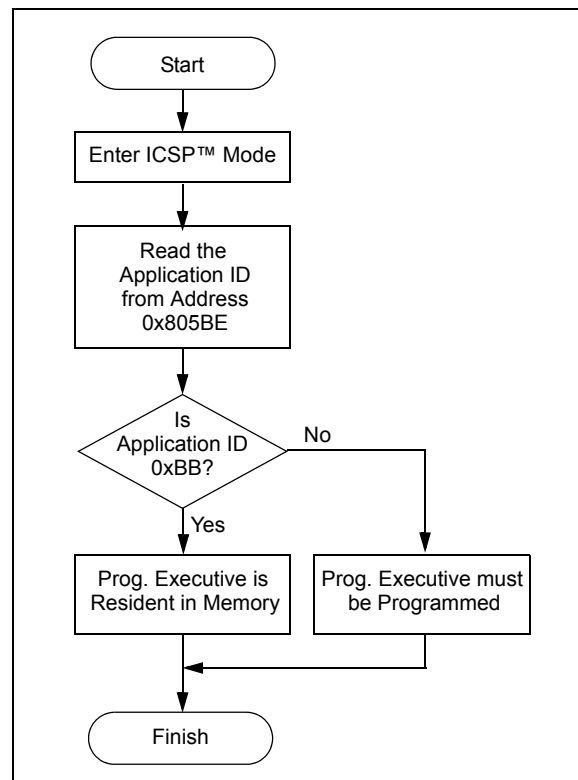 Start
Enter ICSP™ Mode
Read the
Application ID
from Address
0x805BE
Is
Application ID
0xBB?
No
Yes
Prog. Executive is
Resident in Memory
Prog. Executive must
be Programmed
Finish